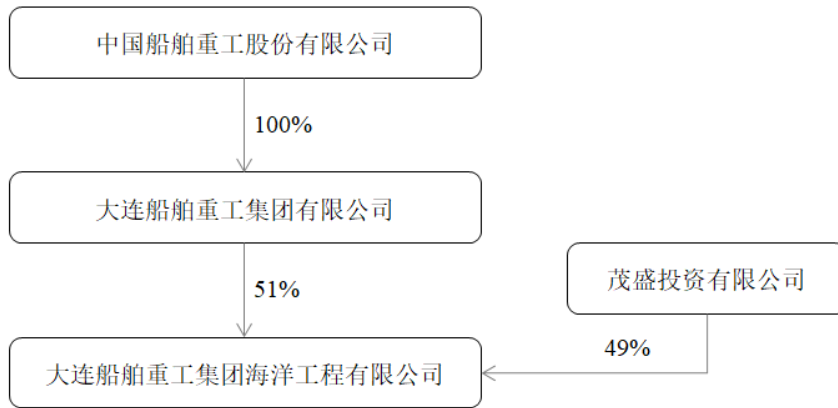 中国船舶重工股份有限公司
100%
大连船舶重工集团有限公司
51%
茂盛投资有限公司
49%
大连船舶重工集团海洋工程有限公司